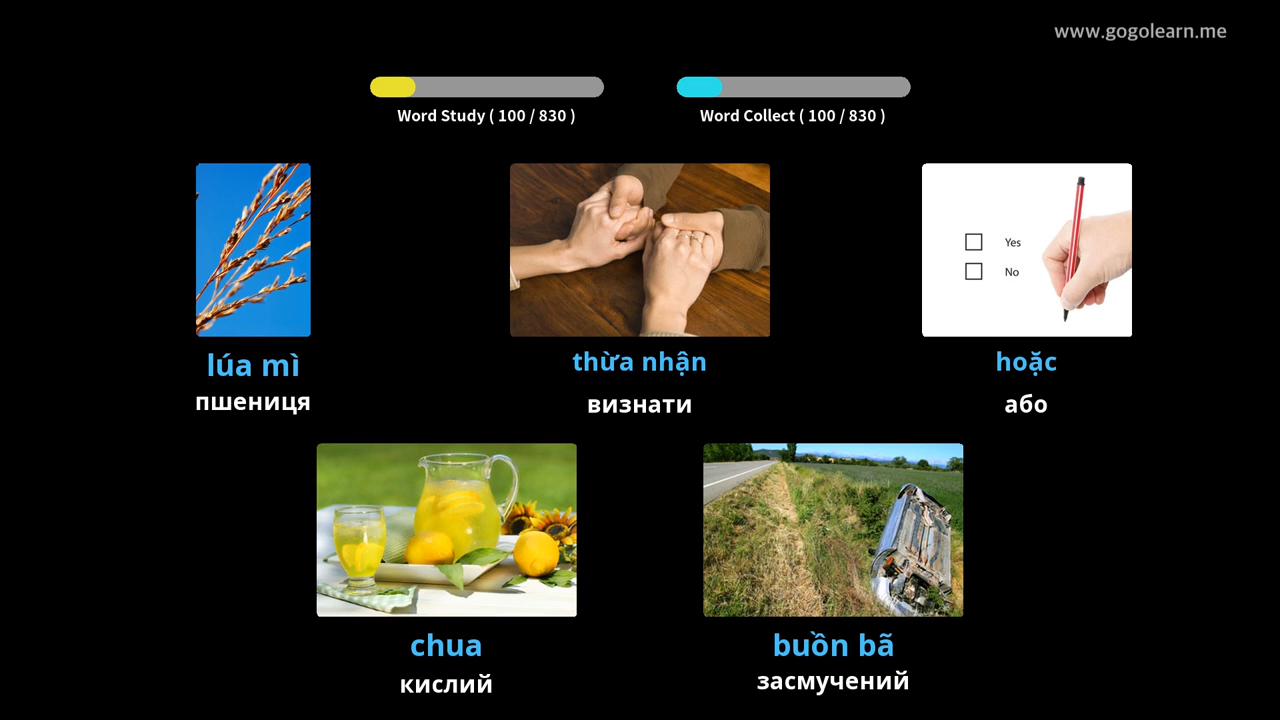 www.gogolearn.me
Word Study ( 100 / 830 )
Word Collect ( 100 / 830 )
Yes
No
lúa mì
пшениця
thừa nhận
визнати
hoặc
або
chua
кислий
buồn bã
засмучений